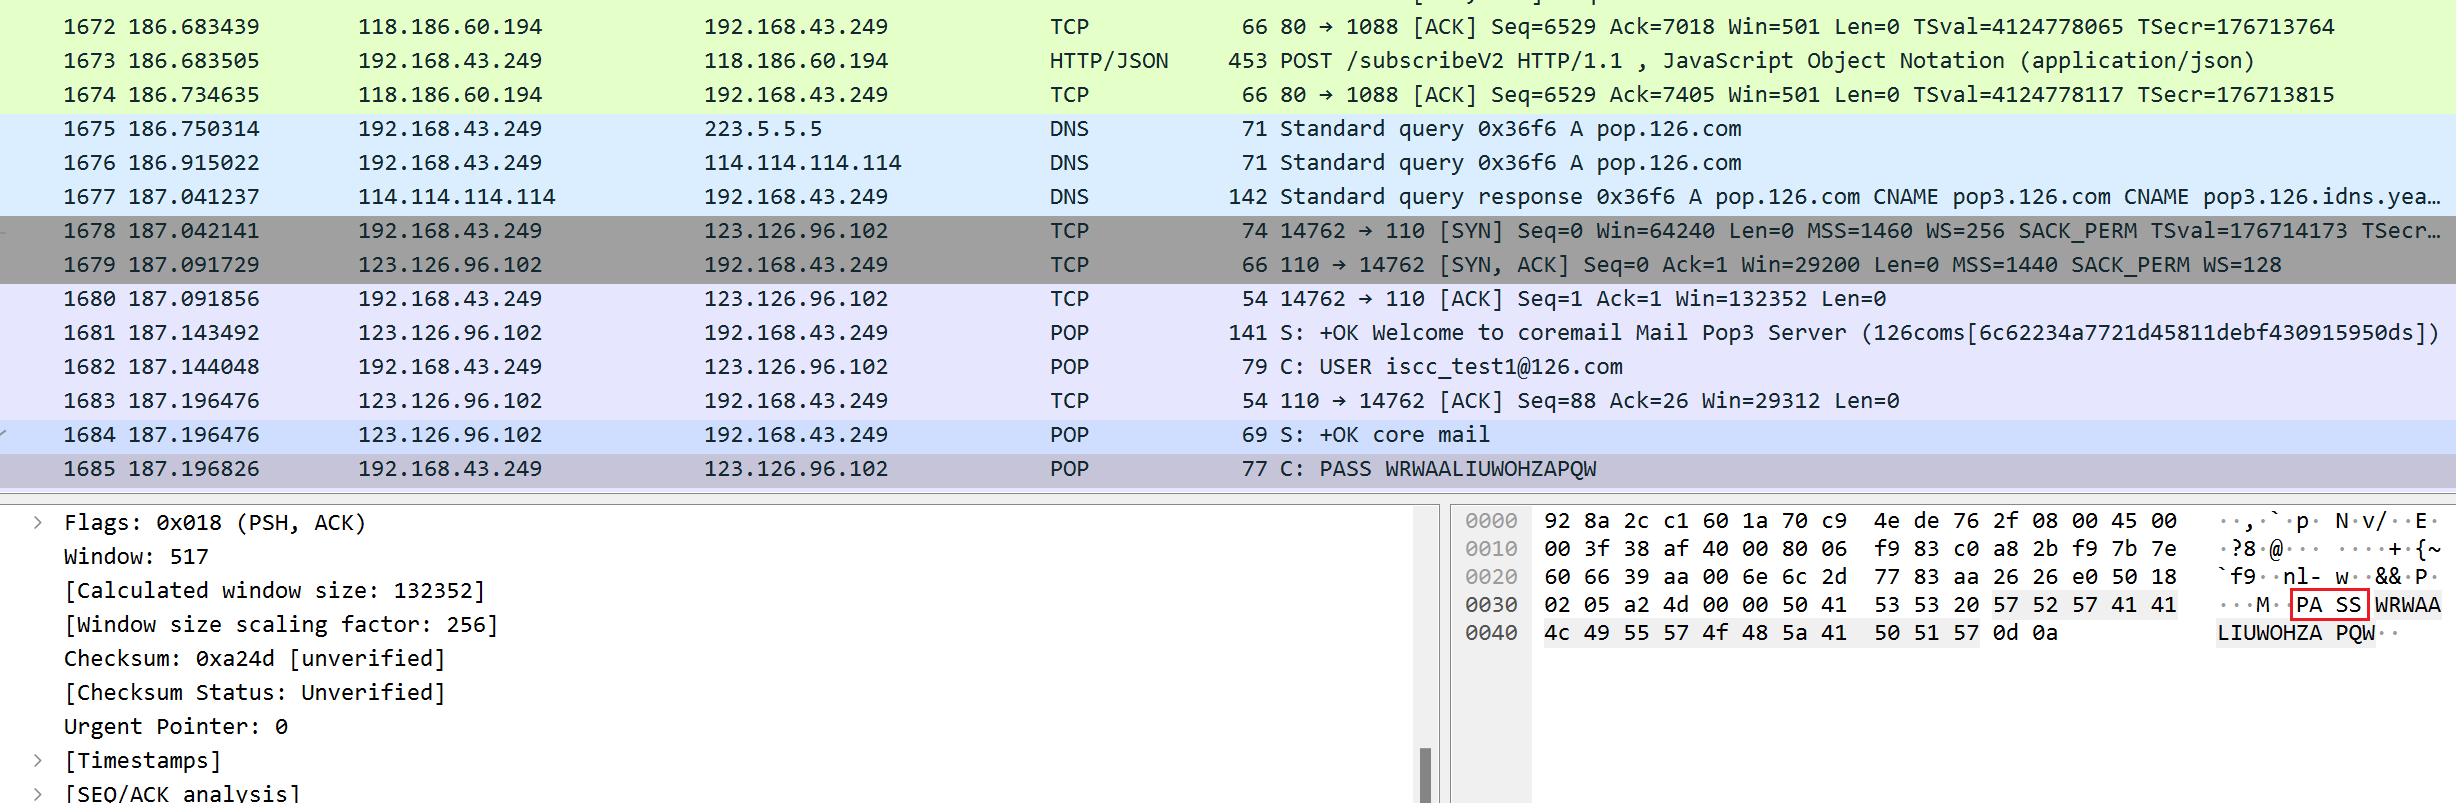 1672 186.683439 118.186.60.194 192.168.43.249 TCP 66 80 → 1088 [ACK] Seq=6529 Ack=7018 Win=501 Len=0 TSval=4124778065 TSecr=176713764
1673 186.683505 192.168.43.249 118.186.60.194 HTTP/JSON 453 POST /subscribeV2 HTTP/1.1 , JavaScript Object Notation (application/json)
1674 186.734635 118.186.60.194 192.168.43.249 TCP 66 80 → 1088 [ACK] Seq=6529 Ack=7405 Win=501 Len=0 TSval=4124778117 TSecr=176713815
1675 186.750314 192.168.43.249 223.5.5.5 DNS 71 Standard query 0x36f6 A pop.126.com
1676 186.915022 192.168.43.249 114.114.114.114 DNS 71 Standard query 0x36f6 A pop.126.com
1677 187.041237 114.114.114.114 192.168.43.249 DNS 142 Standard query response 0x36f6 A pop.126.com CNAME pop3.126.com CNAME pop3.126.idns.yea…
1678 187.042141 192.168.43.249 123.126.96.102 TCP 74 14762 → 110 [SYN] Seq=0 Win=64240 Len=0 MSS=1460 WS=256 SACK_PERM TSval=176714173 TSecr…
1679 187.091729 123.126.96.102 192.168.43.249 TCP 66 110 → 14762 [SYN, ACK] Seq=0 Ack=1 Win=29200 Len=0 MSS=1440 SACK_PERM WS=128
1680 187.091856 192.168.43.249 123.126.96.102 TCP 54 14762 → 110 [ACK] Seq=1 Ack=1 Win=132352 Len=0
1681 187.143492 123.126.96.102 192.168.43.249 POP 141 S: +OK Welcome to coremail Mail Pop3 Server (126coms[6c62234a7721d45811debf430915950ds])
1682 187.144048 192.168.43.249 123.126.96.102 POP 79 C: USER iscc_test1@126.com
1683 187.196476 123.126.96.102 192.168.43.249 TCP 54 110 → 14762 [ACK] Seq=88 Ack=26 Win=29312 Len=0
1684 187.196476 123.126.96.102 192.168.43.249 POP 69 S: +OK core mail
1685 187.196826 192.168.43.249 123.126.96.102 POP 77 C: PASS WRWAALIUWOHZAPQW
Flags: 0x018 (PSH, ACK)
Window: 517
[Calculated window size: 132352]
[Window size scaling factor: 256]
Checksum: 0xa24d [unverified]
[Checksum Status: Unverified]
Urgent Pointer: 0
[Timestamps]
[SEQ/ACK analysis]
0000 92 8a 2c c1 60 1a 70 c9 4e de 76 2f 08 00 45 00 ··,·`·p· N·v/··E·
0010 00 3f 38 af 40 00 80 06 f9 83 c0 a8 2b f9 7b 7e ·?8·@··· ····+·{~
0020 60 66 39 aa 00 6e 6c 2d 77 83 aa 26 26 e0 50 18 `f9··nl- w··&&·P·
0030 02 05 a2 4d 00 00 50 41 53 53 20 57 52 57 41 41 ···M··PA SS WRWAA
0040 4c 49 55 57 4f 48 5a 41 50 51 57 0d 0a LIUWOHZA PQW··